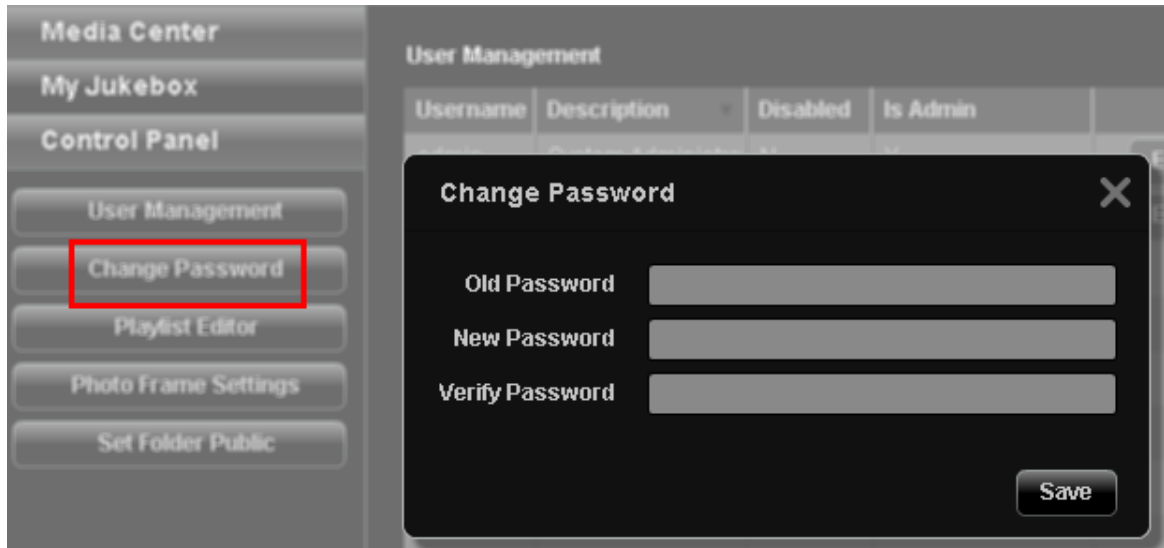 Media Center
My Jukebox
Control Panel
User Management
Change Password
Playlist Editor
Photo Frame Settings
Set Folder Public
User Management
Username Description Disabled Is Admin
Change Password
Old Password
New Password
Verify Password
Save